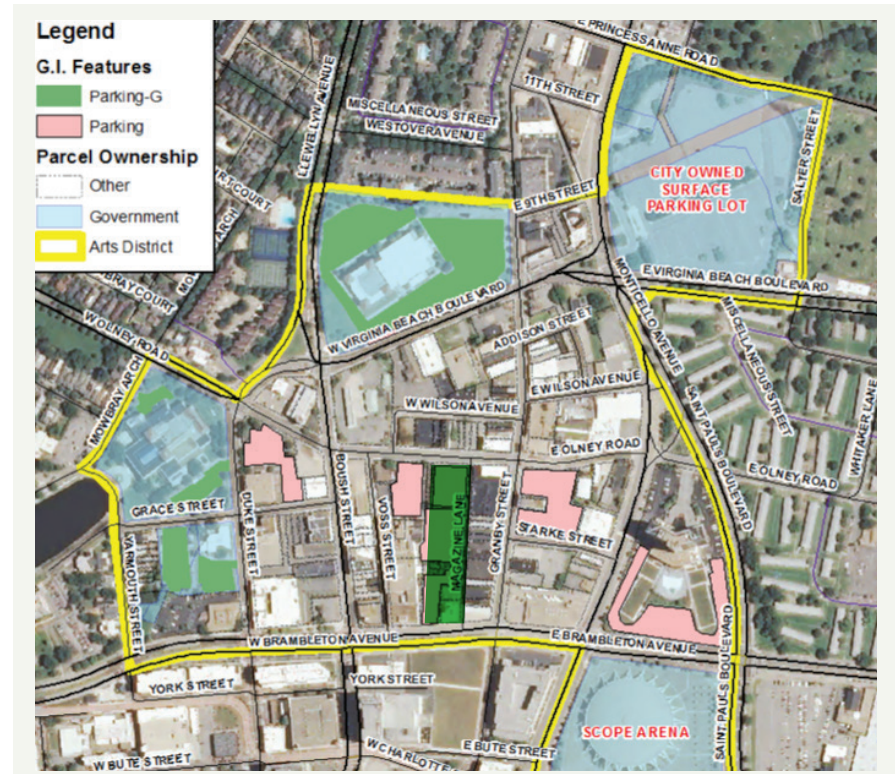 Legend
G.I. Features
Parking-G
Parking
Parcel Ownership
Other
Government
Arts District
E PRINCESS ANNE ROAD
11TH STREET
LLEWELLYN AVENUE
MISCELLANEOUS STREET
WESTOVER AVENUE
SALTER STREET
CITY OWNED
SURFACE
PARKING LOT
E 9TH STREET
E VIRGINIA BEACH BOULEVARD
W VIRGINIA BEACH BOULEVARD
MONTICELLO AVENUE
MISCELLANEOUS STREET
ADDISON STREET
W OLNEY ROAD
MOWBRAY ARCH
E WILSON AVENUE
W WILSON AVENUE
SAINT PAULS BOULEVARD
WHITAKER LANE
E OLNEY ROAD
E OLNEY ROAD
GRACE STREET
DUKE STREET
BOUSH STREET
VOSS STREET
MAGAZINE LANE
GRANBY STREET
STARKE STREET
YARMOUTH STREET
W BRAMBLETON AVENUE
E BRAMBLETON AVENUE
YORK STREET
YORK STREET
SAINT PAULS BOULEVARD
SCOPE ARENA
W BUTE STREET
W CHARLOTTE
E BUTE STREET